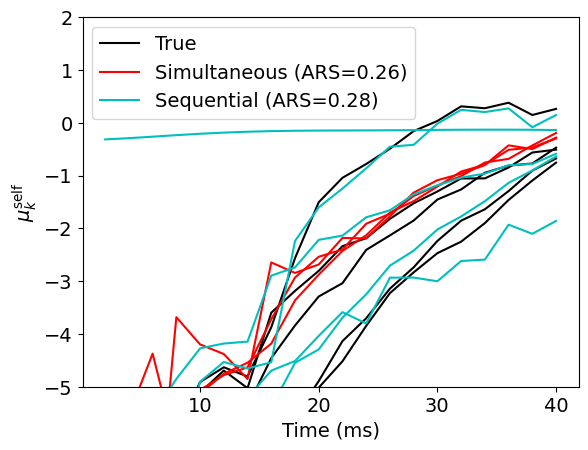 2
1
0
−1
−2
−3
−4
−5
μ_k^self
True
Simultaneous (ARS=0.26)
Sequential (ARS=0.28)
10 20 30 40
Time (ms)